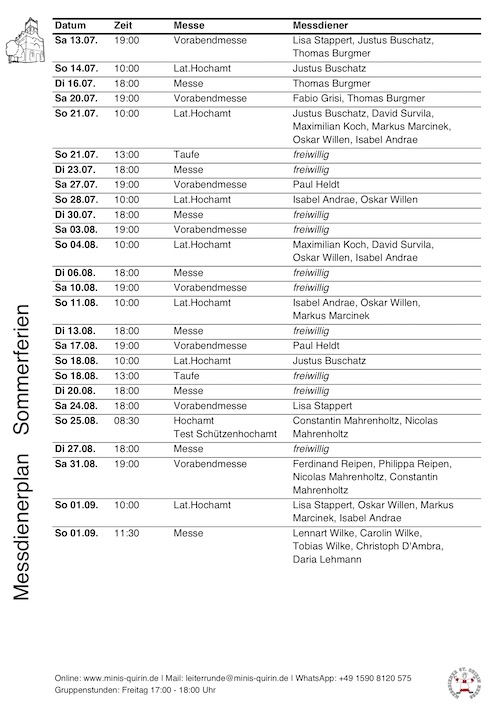 Datum Zeit Messe Messdiener
Sa 13.07. 19:00 Vorabendmesse Lisa Stappert, Justus Buschatz,
Thomas Burgmer
So 14.07. 10:00 Lat.Hochamt Justus Buschatz
Di 16.07. 18:00 Messe Thomas Burgmer
Sa 20.07. 19:00 Vorabendmesse Fabio Grisi, Thomas Burgmer
So 21.07. 10:00 Lat.Hochamt Justus Buschatz, David Survila,
Maximilian Koch, Markus Marcinek,
Oskar Willen, Isabel Andrae
So 21.07. 13:00 Taufe freiwillig
Di 23.07. 18:00 Messe freiwillig
Sa 27.07. 19:00 Vorabendmesse Paul Heldt
So 28.07. 10:00 Lat.Hochamt Isabel Andrae, Oskar Willen
Di 30.07. 18:00 Messe freiwillig
Sa 03.08. 19:00 Vorabendmesse freiwillig
So 04.08. 10:00 Lat.Hochamt Maximilian Koch, David Survila,
Oskar Willen, Isabel Andrae
Di 06.08. 18:00 Messe freiwillig
Sa 10.08. 19:00 Vorabendmesse freiwillig
So 11.08. 10:00 Lat.Hochamt Isabel Andrae, Oskar Willen,
Markus Marcinek
Di 13.08. 18:00 Messe freiwillig
Sa 17.08. 19:00 Vorabendmesse Paul Heldt
So 18.08. 10:00 Lat.Hochamt Justus Buschatz
So 18.08. 13:00 Taufe freiwillig
Di 20.08. 18:00 Messe freiwillig
Sa 24.08. 18:00 Vorabendmesse Lisa Stappert
So 25.08. 08:30 Hochamt Constantin Mahrenholtz, Nicolas
Test Schützenhochamt Mahrenholtz
Di 27.08. 18:00 Messe freiwillig
Sa 31.08. 19:00 Vorabendmesse Ferdinand Reipen, Philippa Reipen,
Nicolas Mahrenholtz, Constantin
Mahrenholtz
So 01.09. 10:00 Lat.Hochamt Lisa Stappert, Oskar Willen, Markus
Marcinek, Isabel Andrae
So 01.09. 11:30 Messe Lennart Wilke, Carolin Wilke,
Tobias Wilke, Christoph D'Ambra,
Daria Lehmann
Messdienerplan Sommerferien
Online: www.minis-quirin.de | Mail: leiterrunde@minis-quirin.de | WhatsApp: +49 1590 8120 575
Gruppenstunden: Freitag 17:00 - 18:00 Uhr